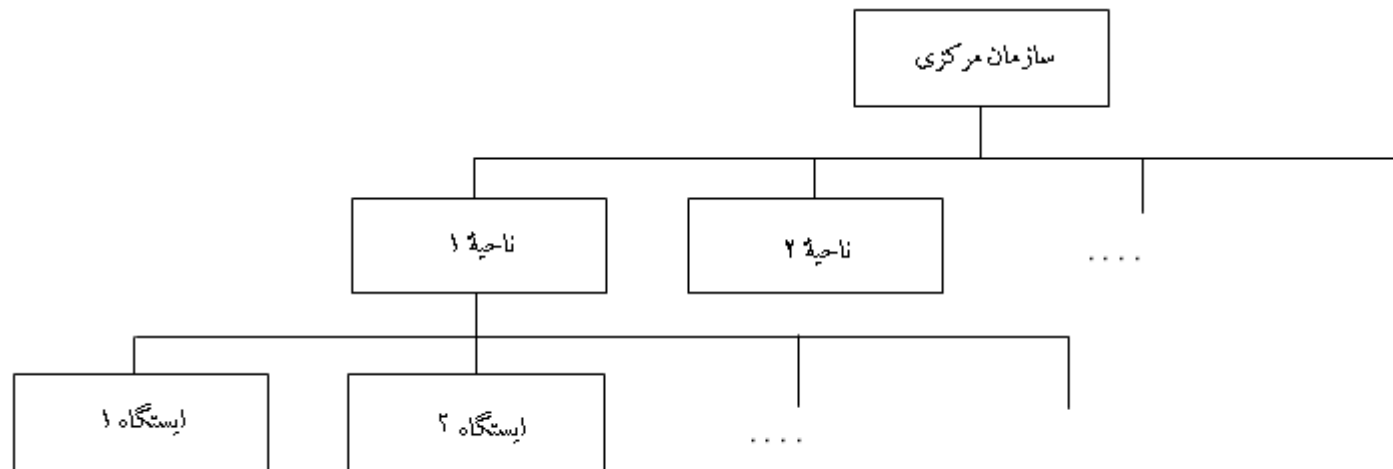 سازمان مرکزی
ناحیهٔ ۱
ناحیهٔ ۲
....
ایستگاه ۱
ایستگاه ۲
....